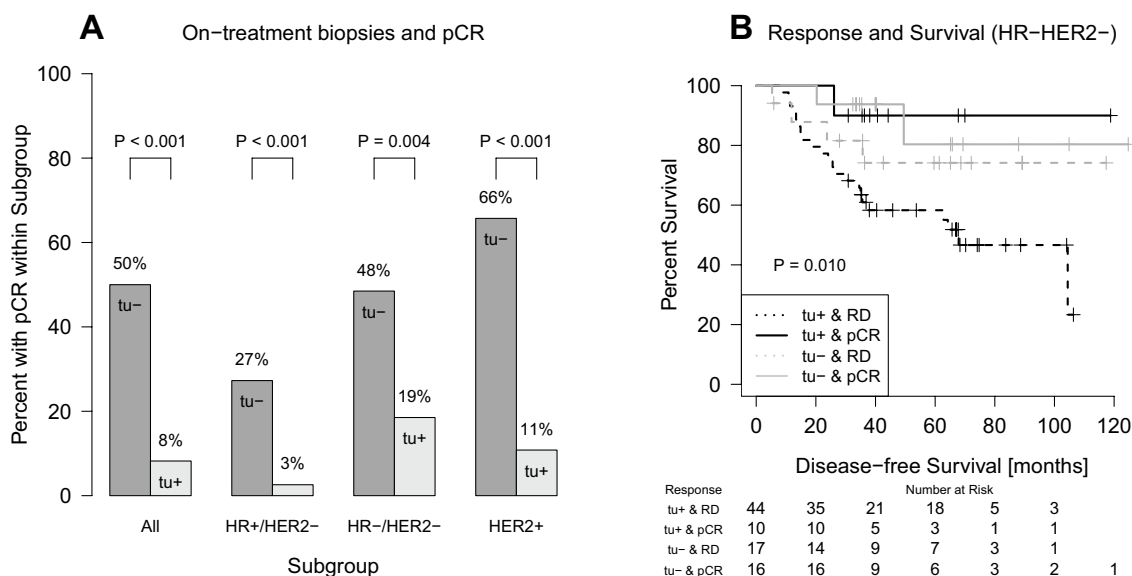 A
On−treatment biopsies and pCR
Percent with pCR within Subgroup
100
80
60
40
20
0
P < 0.001
P < 0.001
P = 0.004
P < 0.001
50%
tu−
8%
tu+
27%
tu−
3%
48%
tu−
19%
tu+
66%
tu−
11%
tu+
All
HR+/HER2−
HR−/HER2−
HER2+
Subgroup
B
Response and Survival (HR−HER2−)
Percent Survival
100
80
60
40
20
0
P = 0.010
tu+ & RD
tu+ & pCR
tu− & RD
tu− & pCR
0 20 40 60 80 100 120
Disease−free Survival [months]
Response Number at Risk
tu+ & RD 44 35 21 18 5 3
tu+ & pCR 10 10 5 3 1 1
tu− & RD 17 14 9 7 3 1
tu− & pCR 16 16 9 6 3 2 1